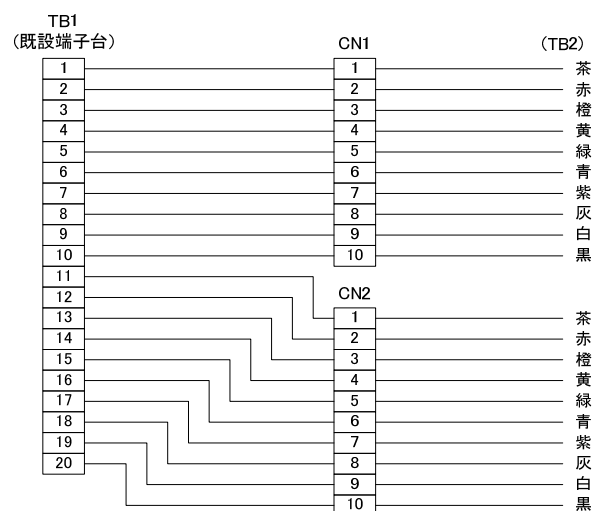 TB1
(既設端子台)
CN1
(TB2)
1 1 茶
2 2 赤
3 3 橙
4 4 黄
5 5 緑
6 6 青
7 7 紫
8 8 灰
9 9 白
10 10 黒
11
12
CN2
13 1 茶
14 2 赤
15 3 橙
16 4 黄
17 5 緑
18 6 青
19 7 紫
20 8 灰
9 白
10 黒